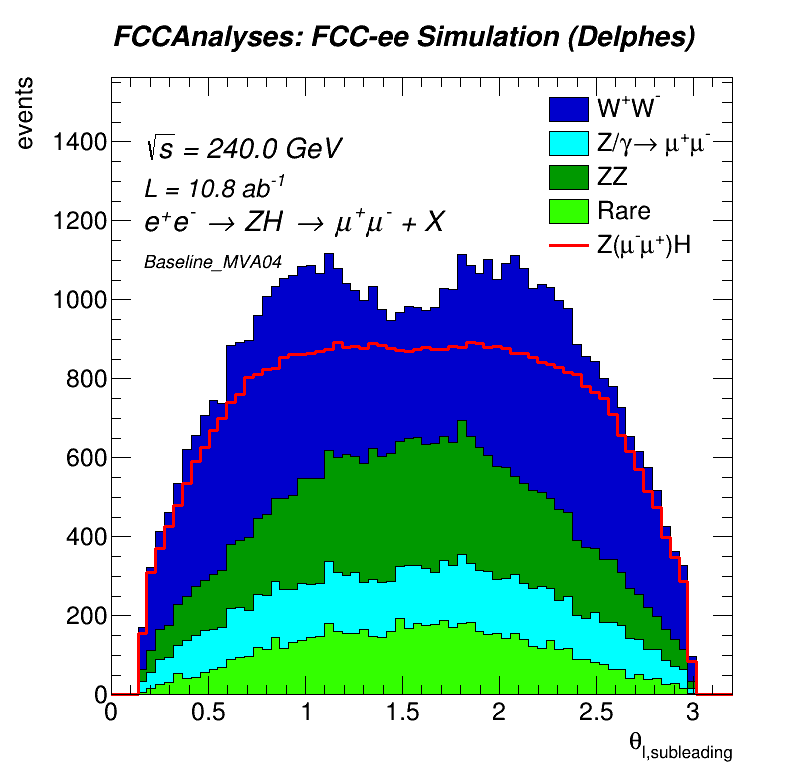 FCCAnalyses: FCC-ee Simulation (Delphes)
events
√s = 240.0 GeV
L = 10.8 ab⁻¹
e⁺e⁻ → ZH → μ⁺μ⁻ + X
Baseline_MVA04
W⁺W⁻
Z/γ→ μ⁺μ⁻
ZZ
Rare
Z(μ⁻μ⁺)H
1400
1200
1000
800
600
400
200
0
0 0.5 1 1.5 2 2.5 3
θl,subleading